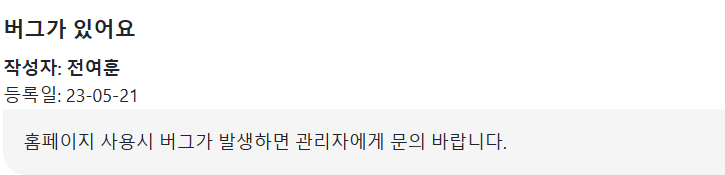 버그가 있어요
작성자: 전여훈
등록일: 23-05-21
홈페이지 사용시 버그가 발생하면 관리자에게 문의 바랍니다.